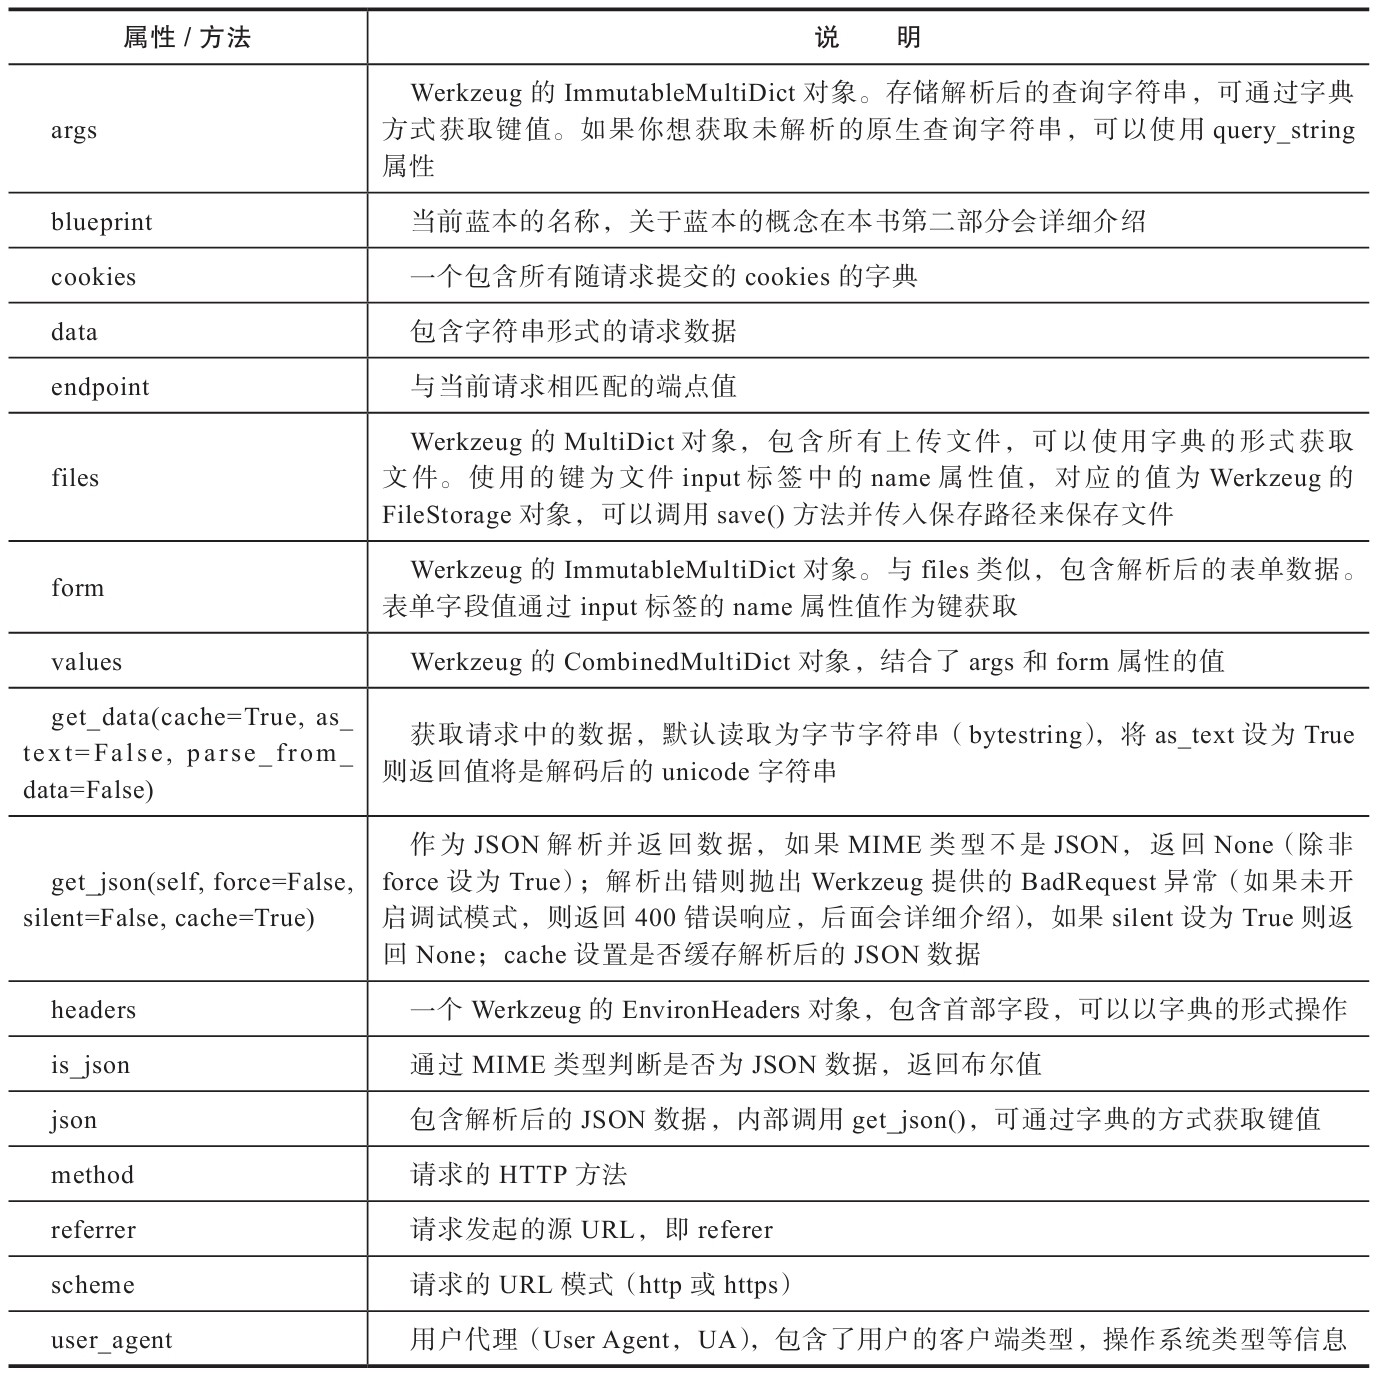 属性 / 方法
说 明
args
Werkzeug 的 ImmutableMultiDict 对象。存储解析后的查询字符串，可通过字典
方式获取键值。如果你想获取未解析的原生查询字符串，可以使用 query_string
属性
blueprint
当前蓝本的名称，关于蓝本的概念在本书第二部分会详细介绍
cookies
一个包含所有随请求提交的 cookies 的字典
data
包含字符串形式的请求数据
endpoint
与当前请求相匹配的端点值
files
Werkzeug 的 MultiDict 对象，包含所有上传文件，可以使用字典的形式获取
文件。使用的键为文件 input 标签中的 name 属性值，对应的值为 Werkzeug 的
FileStorage 对象，可以调用 save() 方法并传入保存路径来保存文件
form
Werkzeug 的 ImmutableMultiDict 对象。与 files 类似，包含解析后的表单数据。
表单字段值通过 input 标签的 name 属性值作为键获取
values
Werkzeug 的 CombinedMultiDict 对象，结合了 args 和 form 属性的值
get_data(cache=True, as_
text=False, parse_from_
data=False)
获取请求中的数据，默认读取为字节字符串（bytestring），将 as_text 设为 True
则返回值将是解码后的 unicode 字符串
get_json(self, force=False,
silent=False, cache=True)
作为 JSON 解析并返回数据，如果 MIME 类型不是 JSON，返回 None（除非
force 设为 True）；解析出错则抛出 Werkzeug 提供的 BadRequest 异常（如果未开
启调试模式，则返回 400 错误响应，后面会详细介绍），如果 silent 设为 True 则返
回 None；cache 设置是否缓存解析后的 JSON 数据
headers
一个 Werkzeug 的 EnvironHeaders 对象，包含首部字段，可以以字典的形式操作
is_json
通过 MIME 类型判断是否为 JSON 数据，返回布尔值
json
包含解析后的 JSON 数据，内部调用 get_json()，可通过字典的方式获取键值
method
请求的 HTTP 方法
referrer
请求发起的源 URL，即 referer
scheme
请求的 URL 模式（http 或 https）
user_agent
用户代理（User Agent，UA），包含了用户的客户端类型，操作系统类型等信息